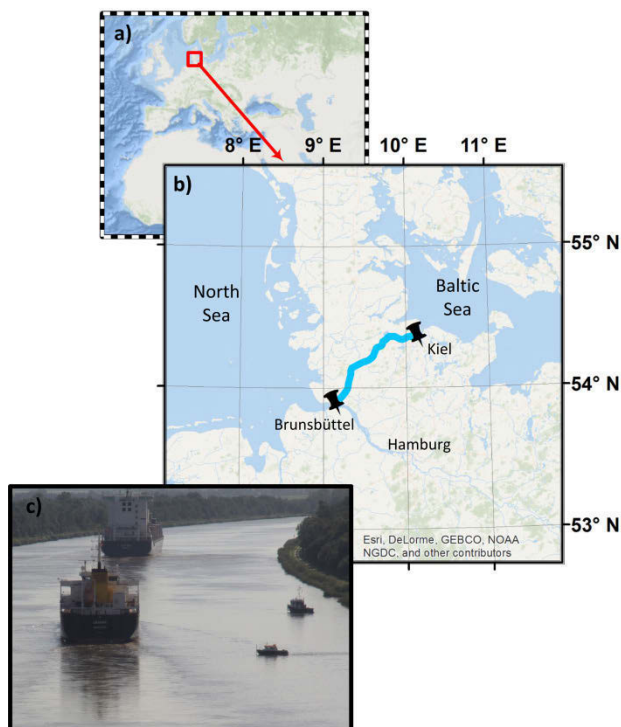 a)
8° E 9° E 10° E 11° E
b)
55° N
North
Sea
Baltic
Sea
Kiel
54° N
Brunsbüttel
Hamburg
53° N
Esri, DeLorme, GEBCO, NOAA
NGDC, and other contributors
c)